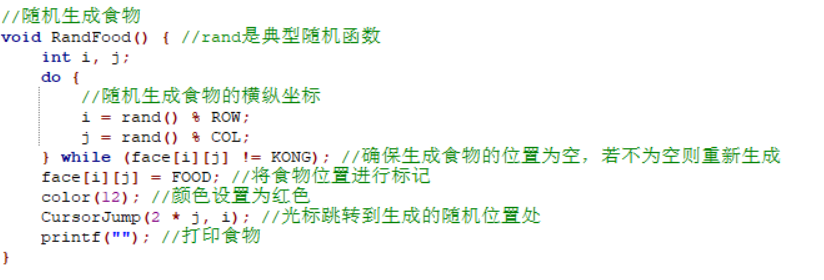 //随机生成食物
void RandFood() { //rand是典型随机函数
    int i, j;
    do {
        //随机生成食物的横纵坐标
        i = rand() % ROW;
        j = rand() % COL;
    } while (face[i][j] != KONG); //确保生成食物的位置为空，若不为空则重新生成
    face[i][j] = FOOD; //将食物位置进行标记
    color(12); //颜色设置为红色
    CursorJump(2 * j, i); //光标跳转到生成的随机位置处
    printf(""); //打印食物
}